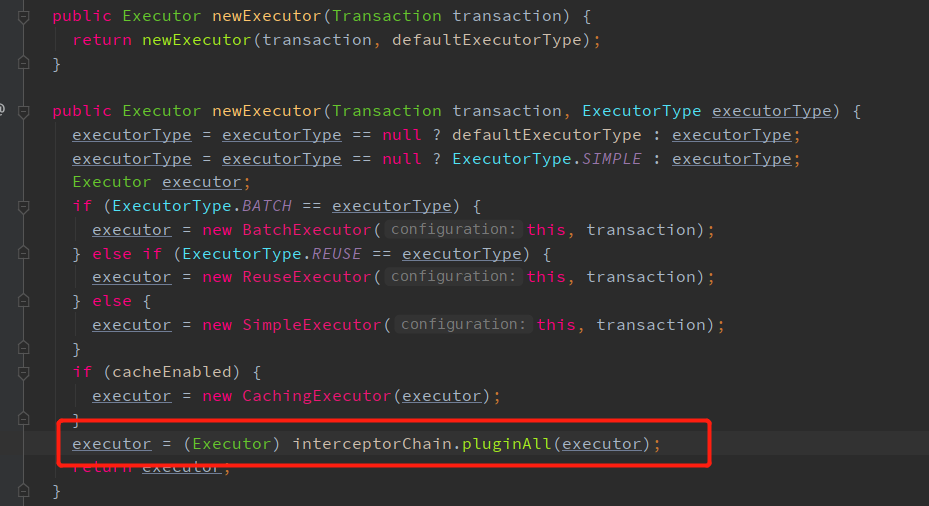 public Executor newExecutor(Transaction transaction) {
return newExecutor(transaction, defaultExecutorType);
}
public Executor newExecutor(Transaction transaction, ExecutorType executorType) {
executorType = executorType == null ? defaultExecutorType : executorType;
executorType = executorType == null ? ExecutorType.SIMPLE : executorType;
Executor executor;
if (ExecutorType.BATCH == executorType) {
executor = new BatchExecutor( configuration: this, transaction);
} else if (ExecutorType.REUSE == executorType) {
executor = new ReuseExecutor( configuration: this, transaction);
} else {
executor = new SimpleExecutor( configuration: this, transaction);
}
if (cacheEnabled) {
executor = new CachingExecutor(executor);
}
executor = (Executor) interceptorChain.pluginAll(executor);
return executor;
}